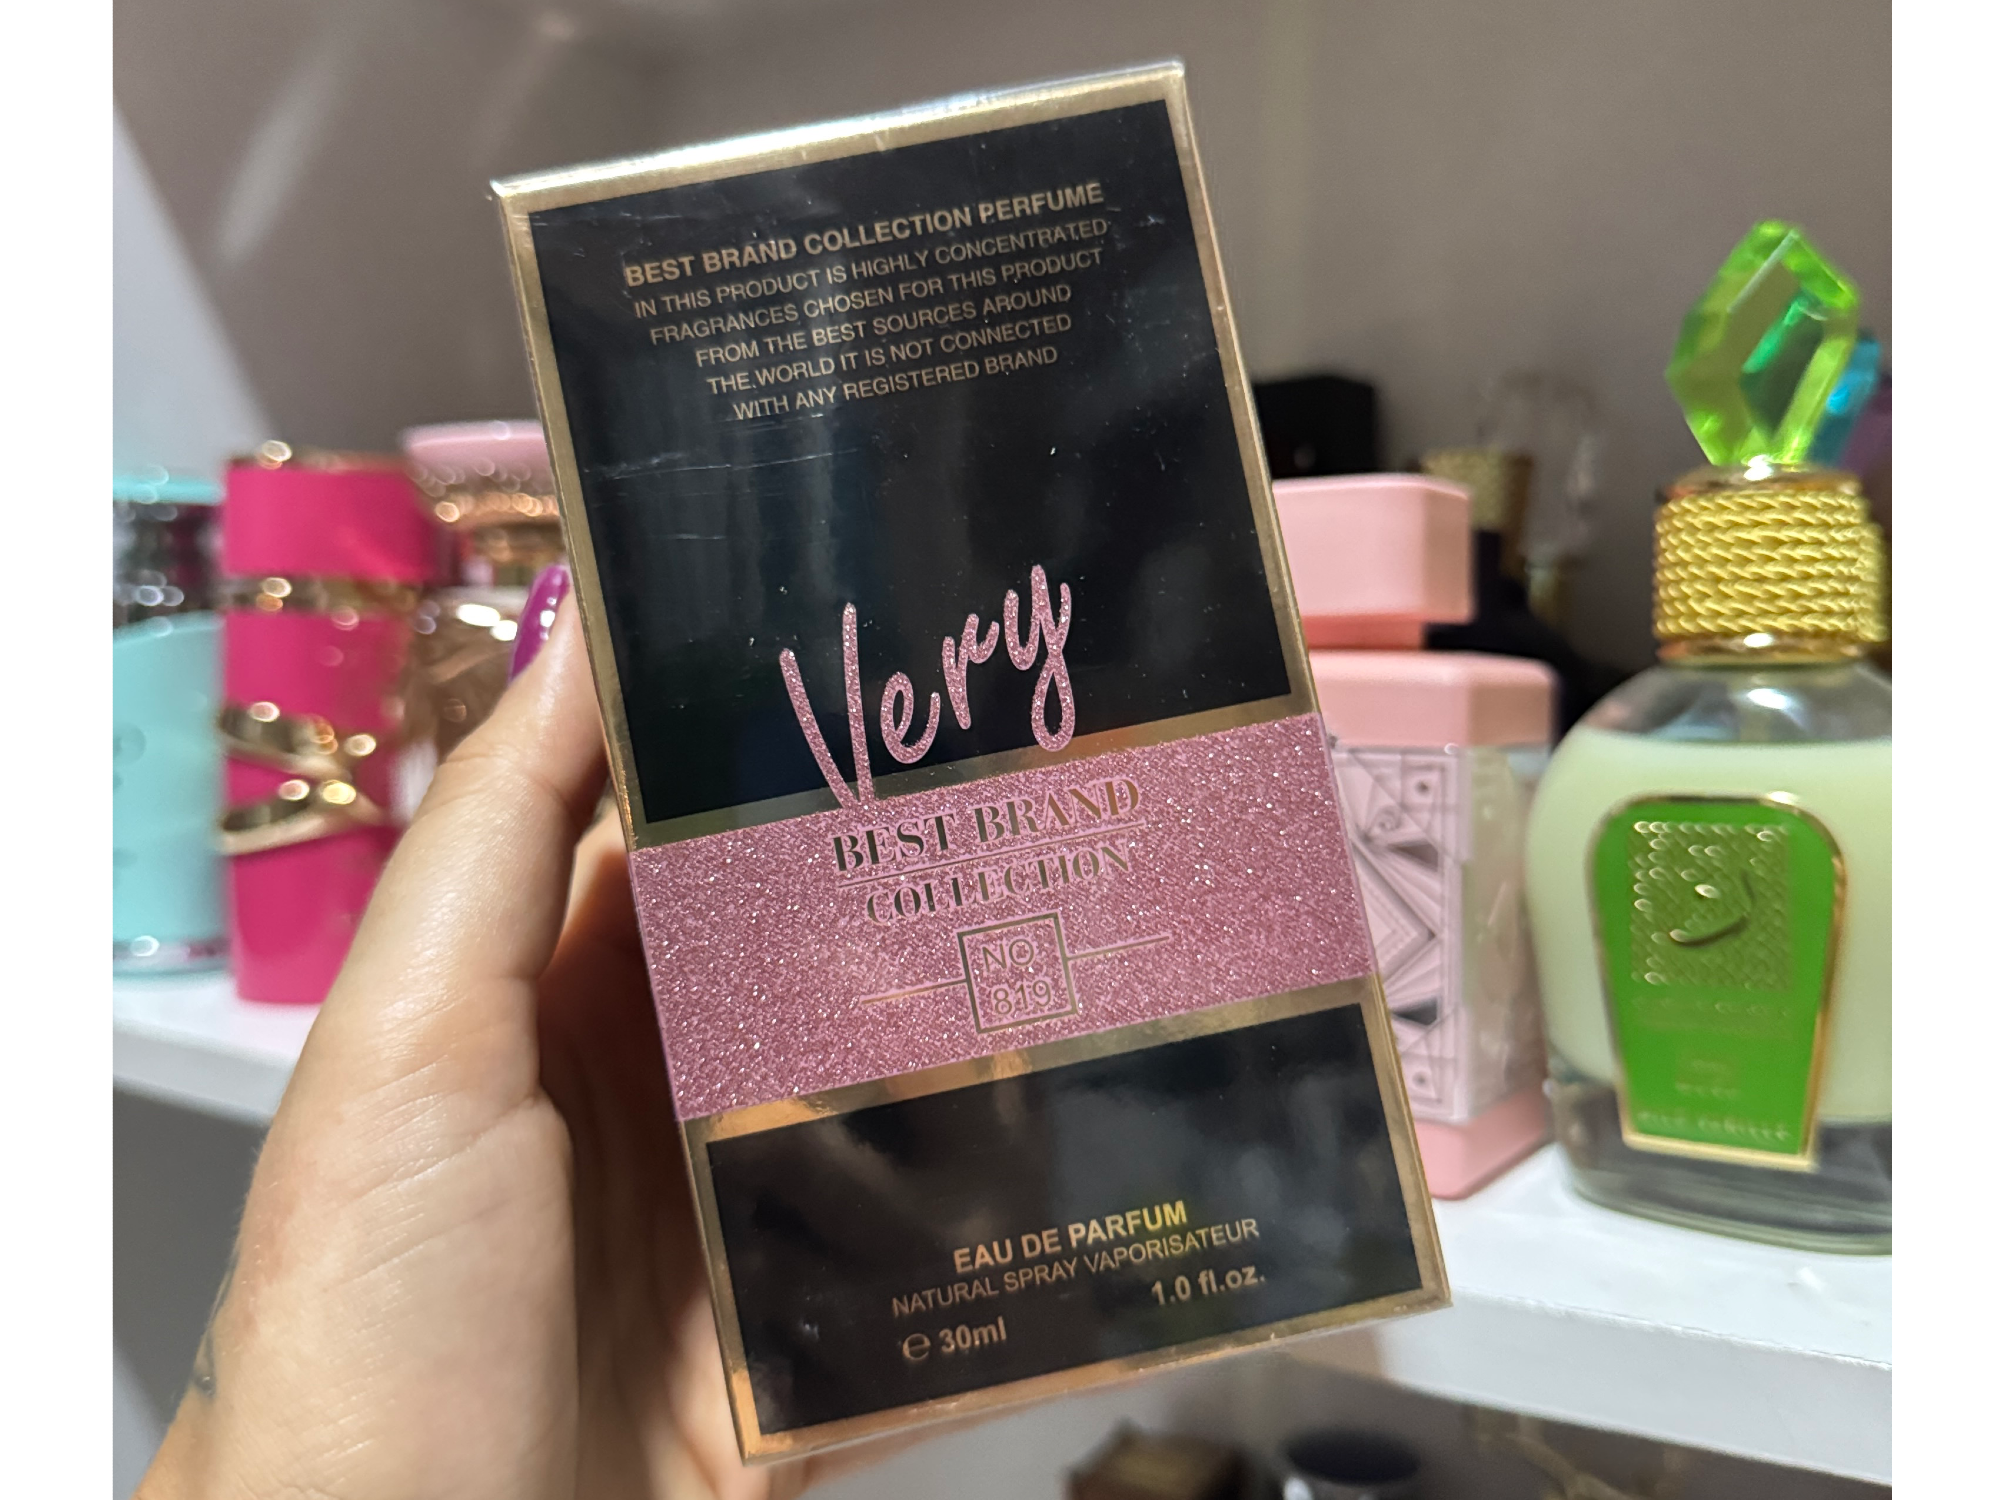 BEST BRAND COLLECTION PERFUME
IN THIS PRODUCT IS HIGHLY CONCENTRATED
FRAGRANCES CHOSEN FOR THIS PRODUCT
FROM THE BEST SOURCES AROUND
THE WORLD IT IS NOT CONNECTED
WITH ANY REGISTERED BRAND
Very
BEST BRAND
COLLECTION
NO.
819
EAU DE PARFUM
NATURAL SPRAY VAPORISATEUR
℮ 30ml 1.0 fl.oz.